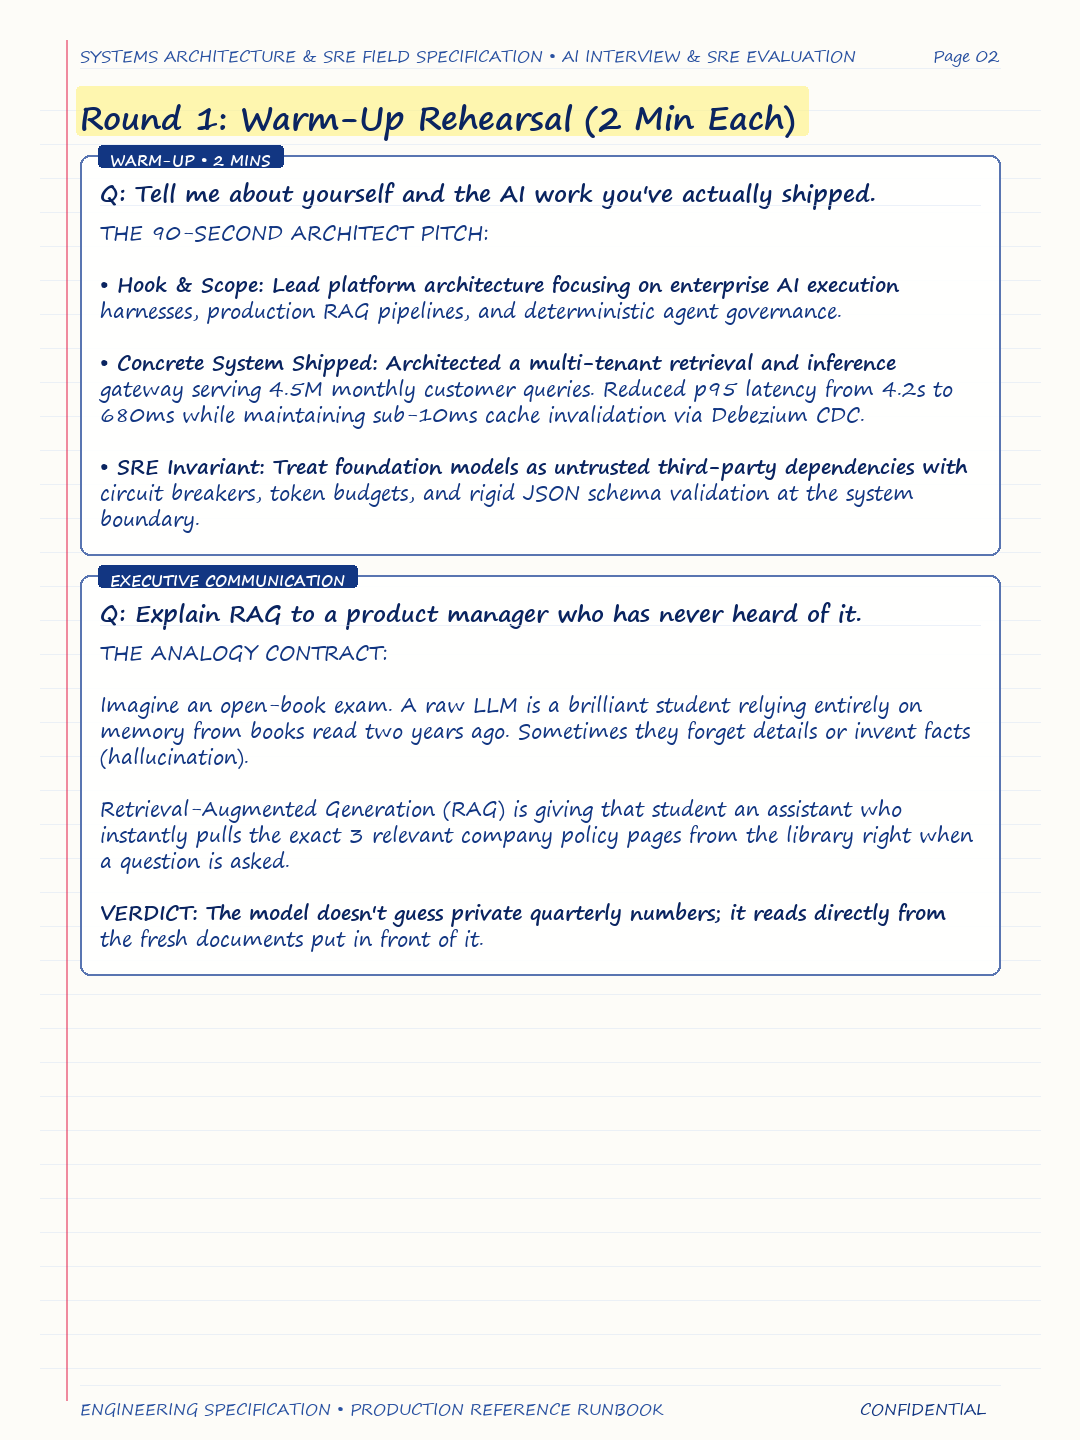 SYSTEMS ARCHITECTURE & SRE FIELD SPECIFICATION • AI INTERVIEW & SRE EVALUATION Page 02
Round 1: Warm-Up Rehearsal (2 Min Each)
WARM-UP • 2 MINS
Q: Tell me about yourself and the AI work you've actually shipped.
THE 90-SECOND ARCHITECT PITCH:
• Hook & Scope: Lead platform architecture focusing on enterprise AI execution
harnesses, production RAG pipelines, and deterministic agent governance.
• Concrete System Shipped: Architected a multi-tenant retrieval and inference
gateway serving 4.5M monthly customer queries. Reduced p95 latency from 4.2s to
680ms while maintaining sub-10ms cache invalidation via Debezium CDC.
• SRE Invariant: Treat foundation models as untrusted third-party dependencies with
circuit breakers, token budgets, and rigid JSON schema validation at the system
boundary.
EXECUTIVE COMMUNICATION
Q: Explain RAG to a product manager who has never heard of it.
THE ANALOGY CONTRACT:
Imagine an open-book exam. A raw LLM is a brilliant student relying entirely on
memory from books read two years ago. Sometimes they forget details or invent facts
(hallucination).
Retrieval-Augmented Generation (RAG) is giving that student an assistant who
instantly pulls the exact 3 relevant company policy pages from the library right when
a question is asked.
VERDICT: The model doesn't guess private quarterly numbers; it reads directly from
the fresh documents put in front of it.
ENGINEERING SPECIFICATION • PRODUCTION REFERENCE RUNBOOK CONFIDENTIAL